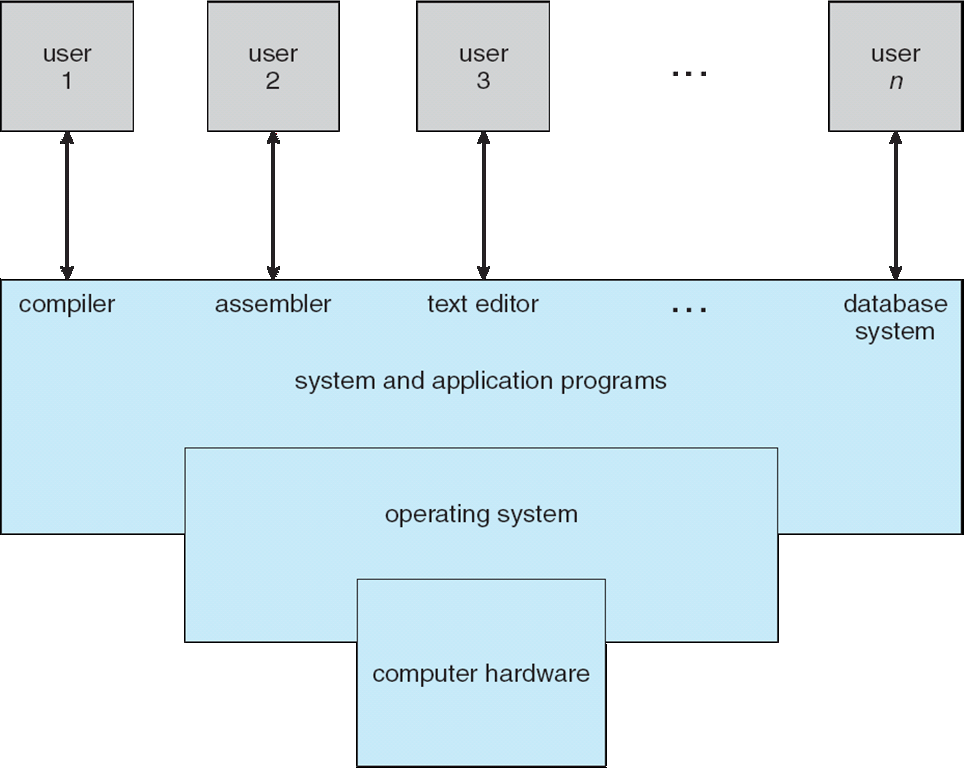 user
1
user
2
user
3
...
user
n
compiler
assembler
text editor
...
database
system
system and application programs
operating system
computer hardware